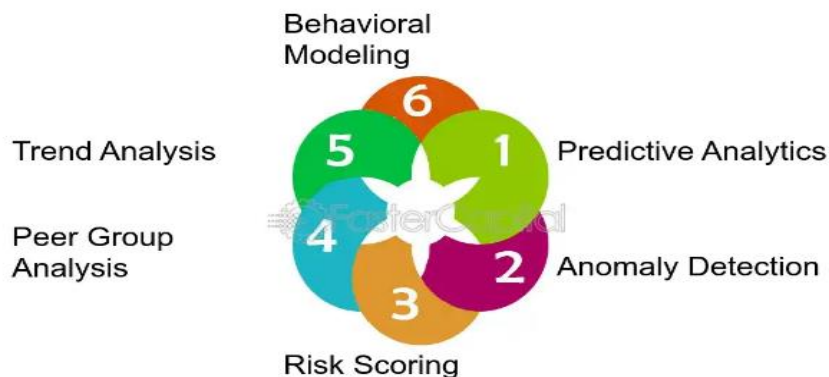 Behavioral
Modeling
6
Trend Analysis
5
1
Predictive Analytics
FasterCapital
Peer Group
Analysis
4
2
Anomaly Detection
3
Risk Scoring